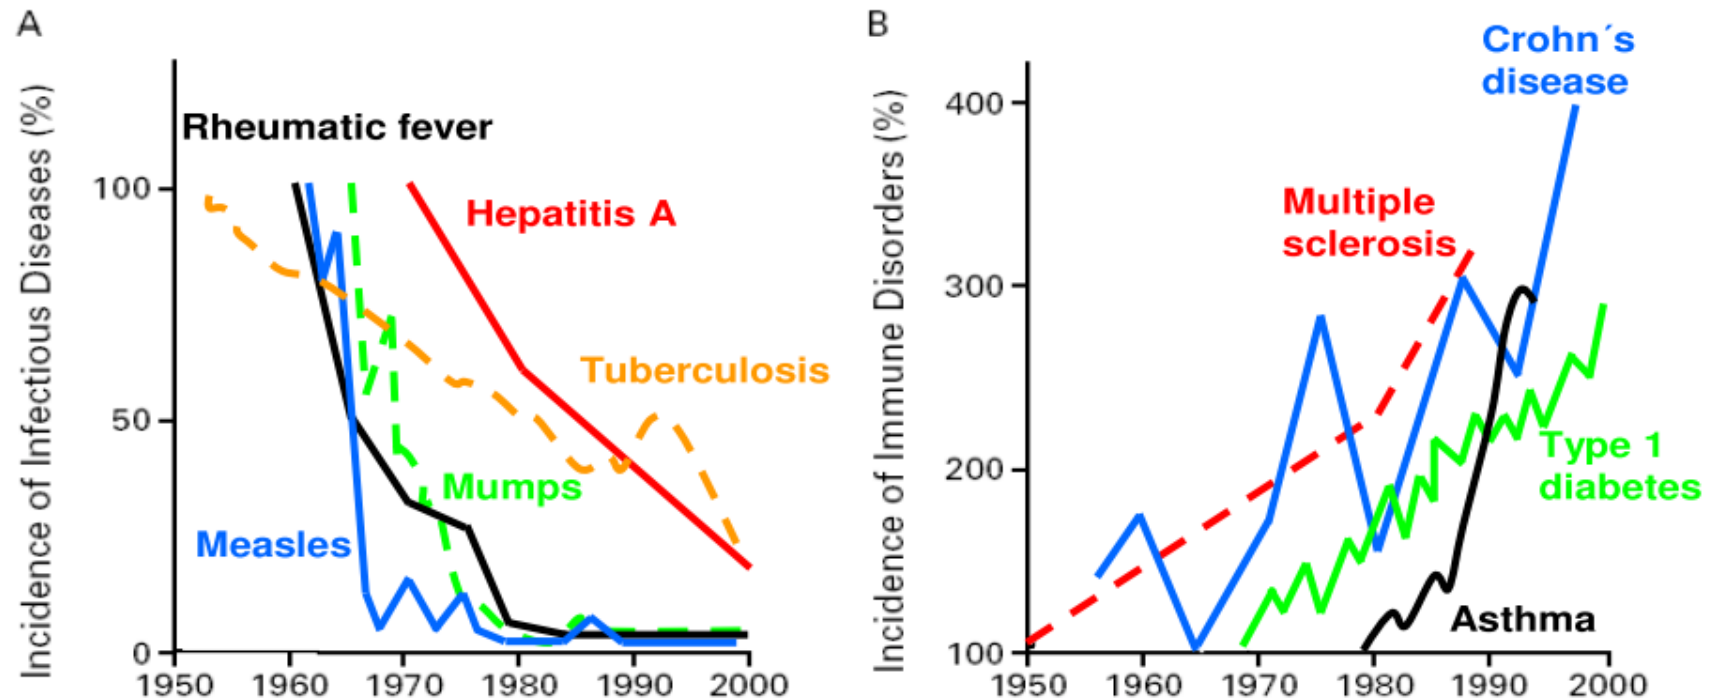 A
Incidence of Infectious Diseases (%)
100
50
0
1950 1960 1970 1980 1990 2000
Rheumatic fever
Hepatitis A
Tuberculosis
Mumps
Measles
B
Incidence of Immune Disorders (%)
400
300
200
100
1950 1960 1970 1980 1990 2000
Crohn´s
disease
Multiple
sclerosis
Type 1
diabetes
Asthma